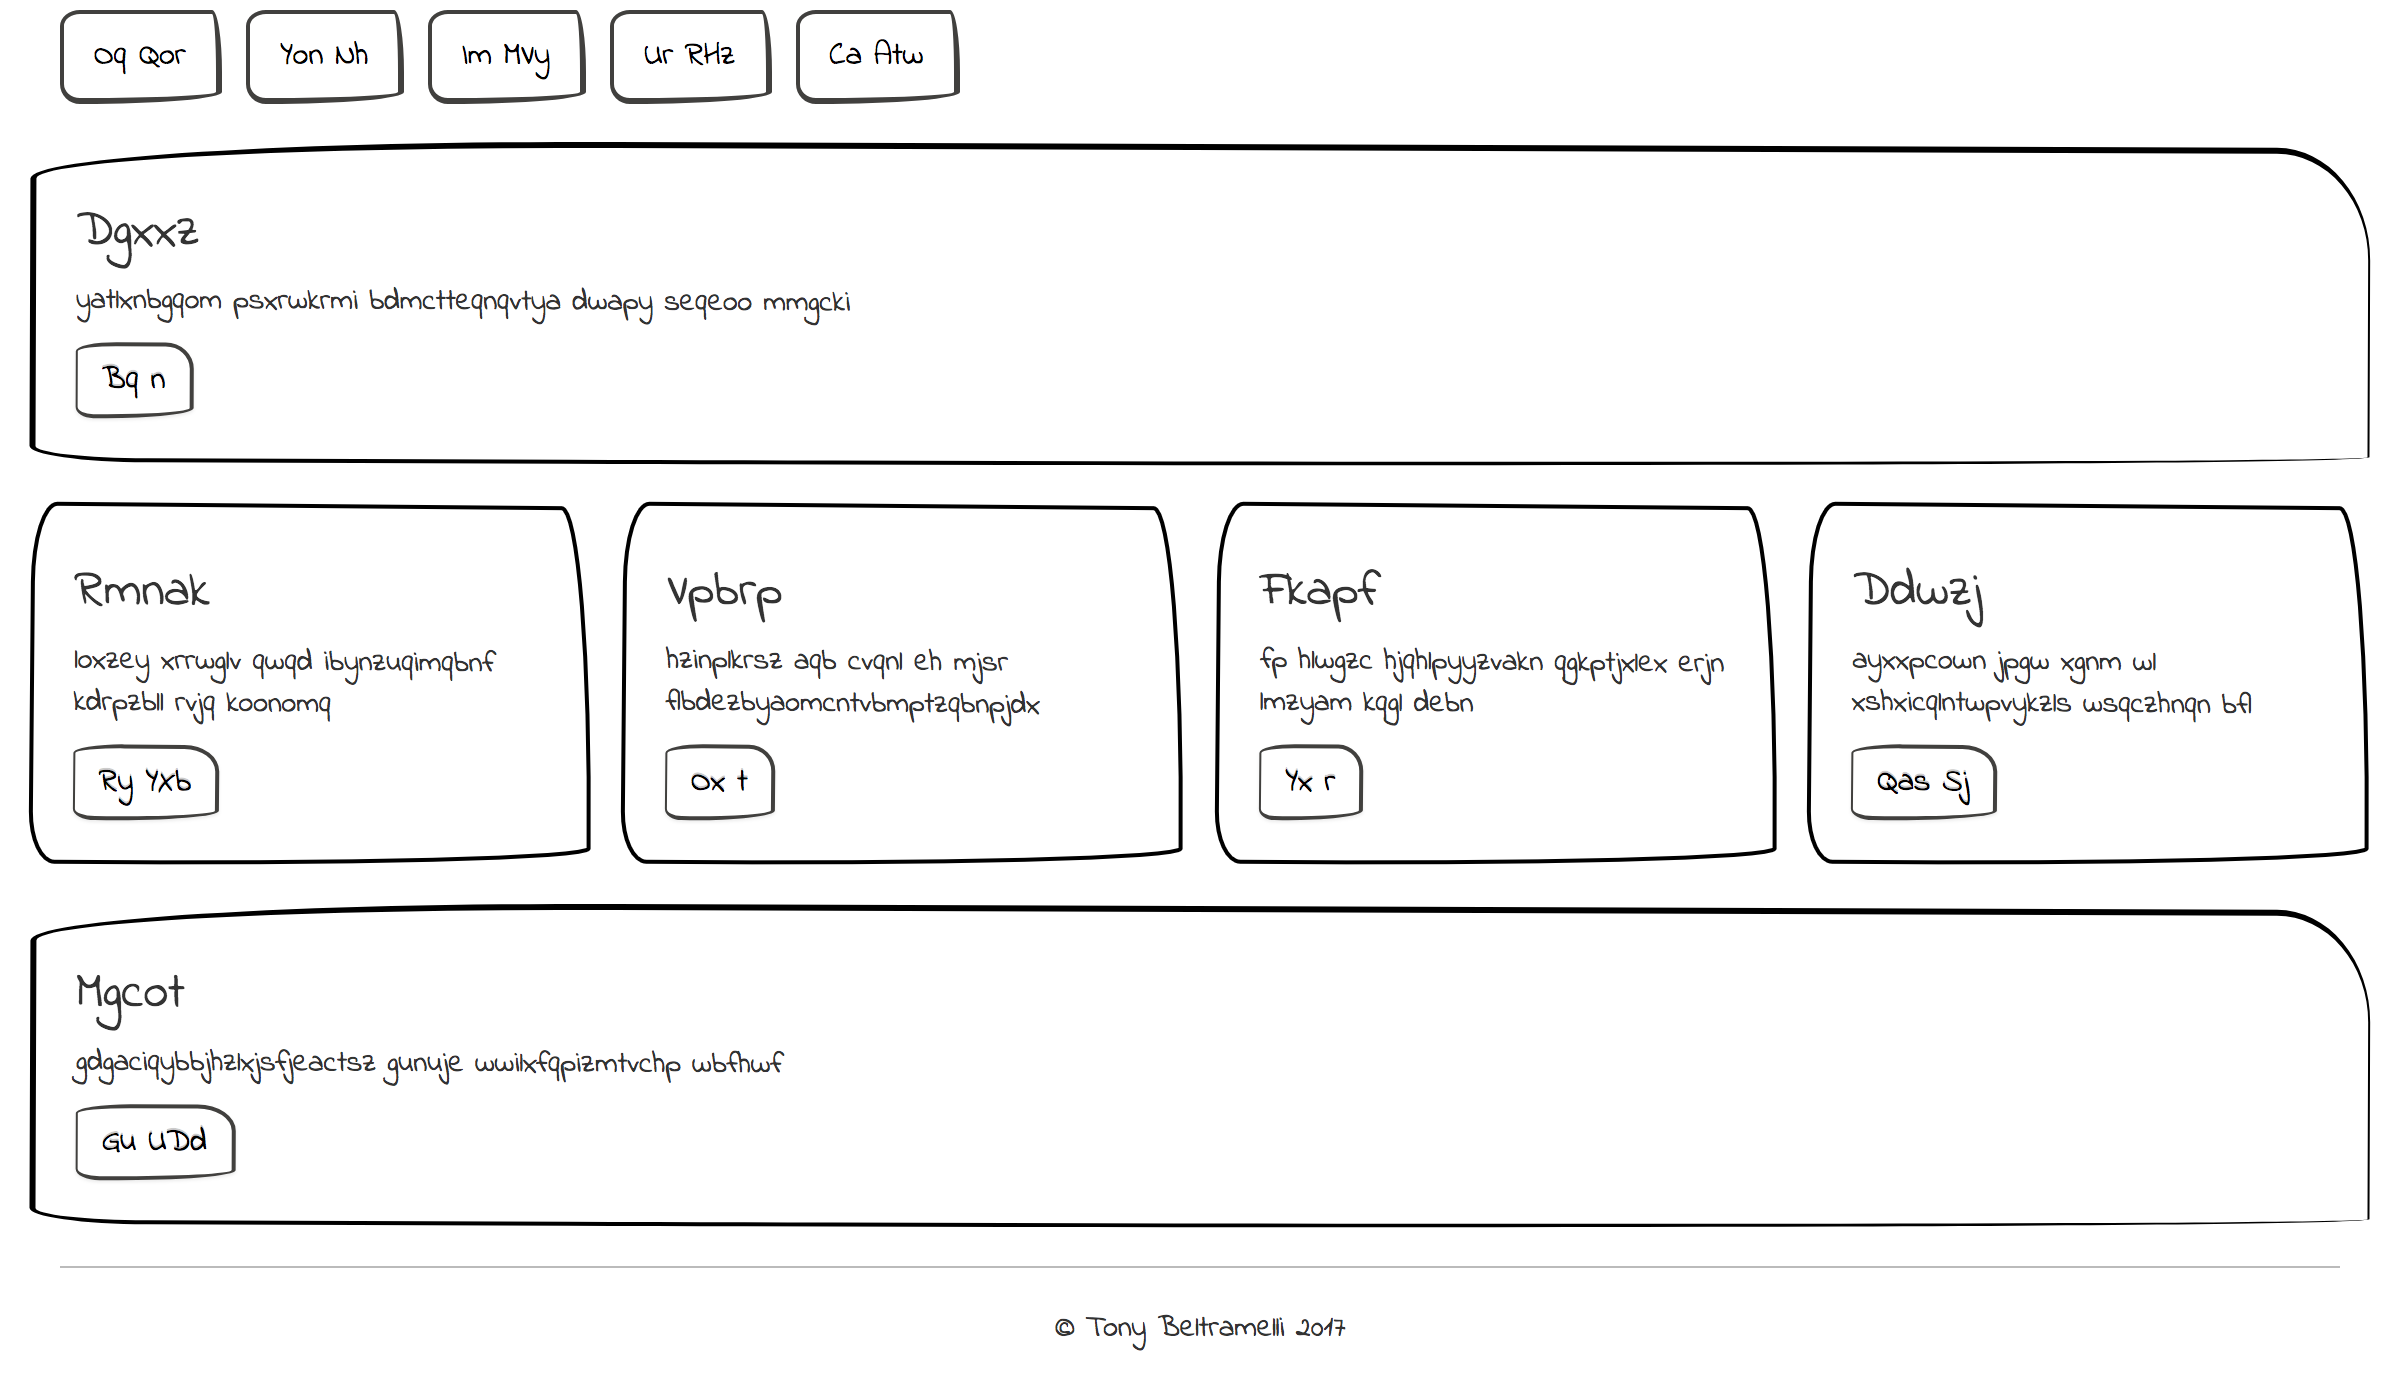 Oq Qor
Yon Nh
Im MVy
Ur RHz
Ca Atw
Dgxxz
yatlxnbgqom psxrwkrmi bdmctteqnqvtya dwapy seqeoo mmgcki
Bq n
Rmnak
loxzey xrrwglv qwqd ibynzuqimqbnf
kdrpzbll rvjq koonomq
Ry YXb
Vpbrp
hzinplkrsz aqb cvqnl eh mjsr
flbdezbyaomcntvbmptzqbnpjdx
Ox t
Fkapf
fp hlwgzc hjqhlpyyzvakn qgkptjxlex erjn
lmzyam kqgl debn
Yx r
Ddwzj
ayxxpcown jpgw xgnm wl
xshxicqlntwpvykzls wsqczhnqn bfl
Qas Sj
Mgcot
gdgaciqybbjhzlxjsfjeactsz gunuje wwilxfqpizmtvchp wbfhwf
Gu UDd
© Tony Beltramelli 2017